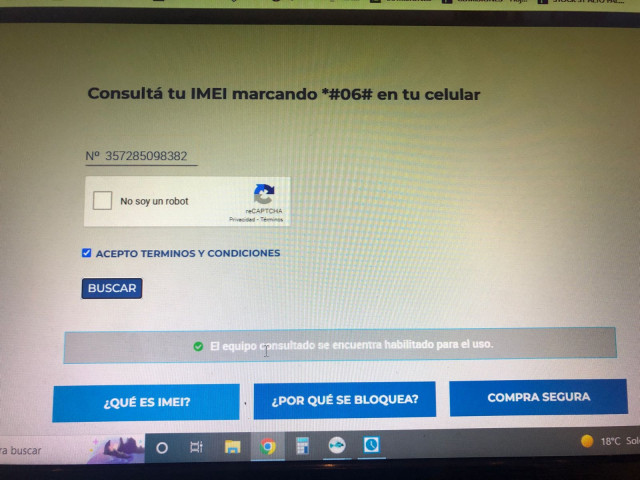 Consultá tu IMEI marcando *#06# en tu celular
Nº 357285098382
No soy un robot
reCAPTCHA
Privacidad - Términos
ACEPTO TERMINOS Y CONDICIONES
BUSCAR
El equipo consultado se encuentra habilitado para el uso.
¿QUÉ ES IMEI?
¿POR QUÉ SE BLOQUEA?
COMPRA SEGURA
ra buscar
18°C Sol